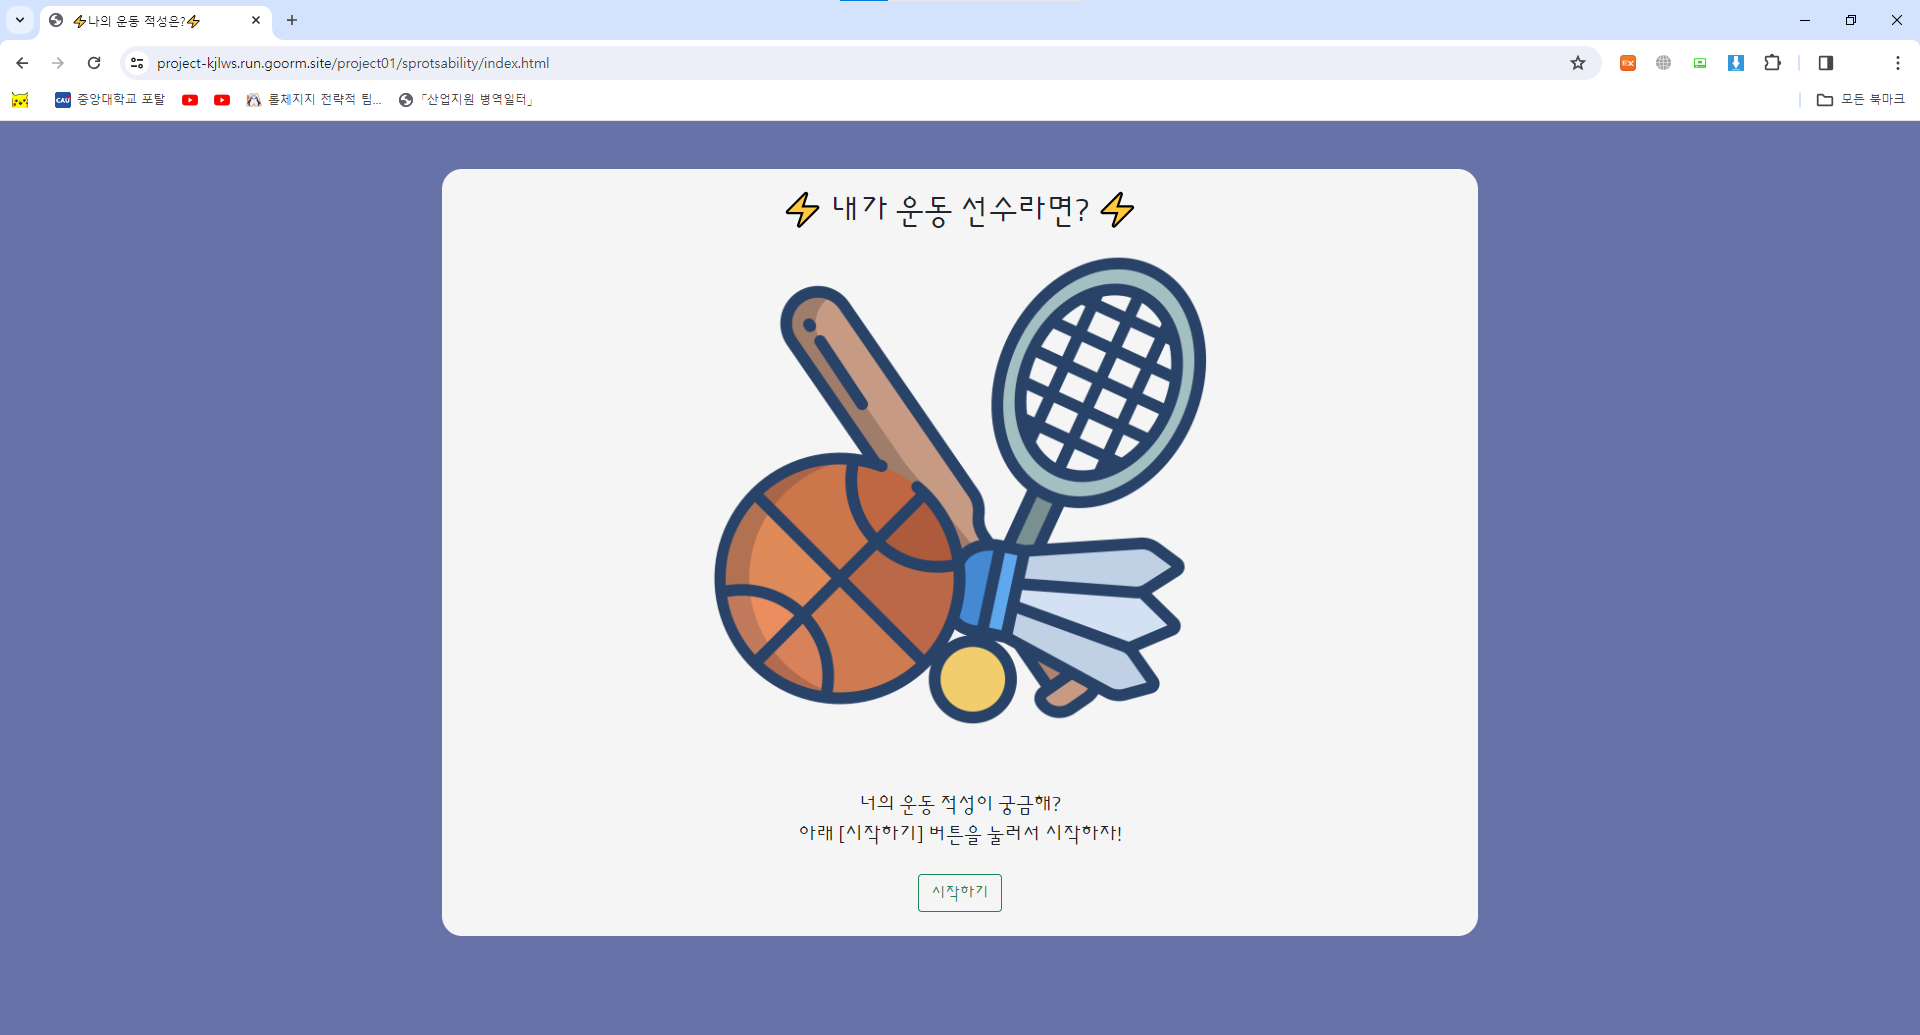 ⚡나의 운동 적성은?⚡
project-kjlws.run.goorm.site/project01/sprotsability/index.html
CAU 중앙대학교 포탈
롤체지지 전략적 팀...
「산업지원 병역일터」
모든 북마크
⚡ 내가 운동 선수라면? ⚡
너의 운동 적성이 궁금해?
아래 [시작하기] 버튼을 눌러서 시작하자!
시작하기